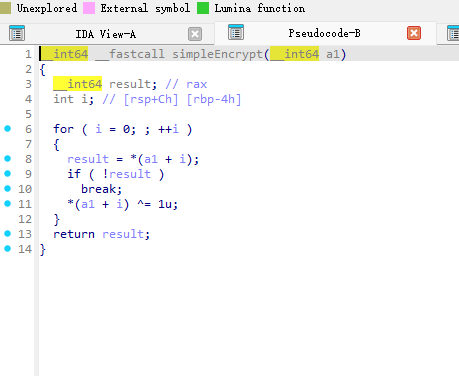 Unexplored External symbol Lumina function
IDA View-A Pseudocode-B
1 __int64 __fastcall simpleEncrypt(__int64 a1)
2 {
3 __int64 result; // rax
4 int i; // [rsp+Ch] [rbp-4h]
5
6 for ( i = 0; ; ++i )
7 {
8 result = *(a1 + i);
9 if ( !result )
10 break;
11 *(a1 + i) ^= 1u;
12 }
13 return result;
14 }